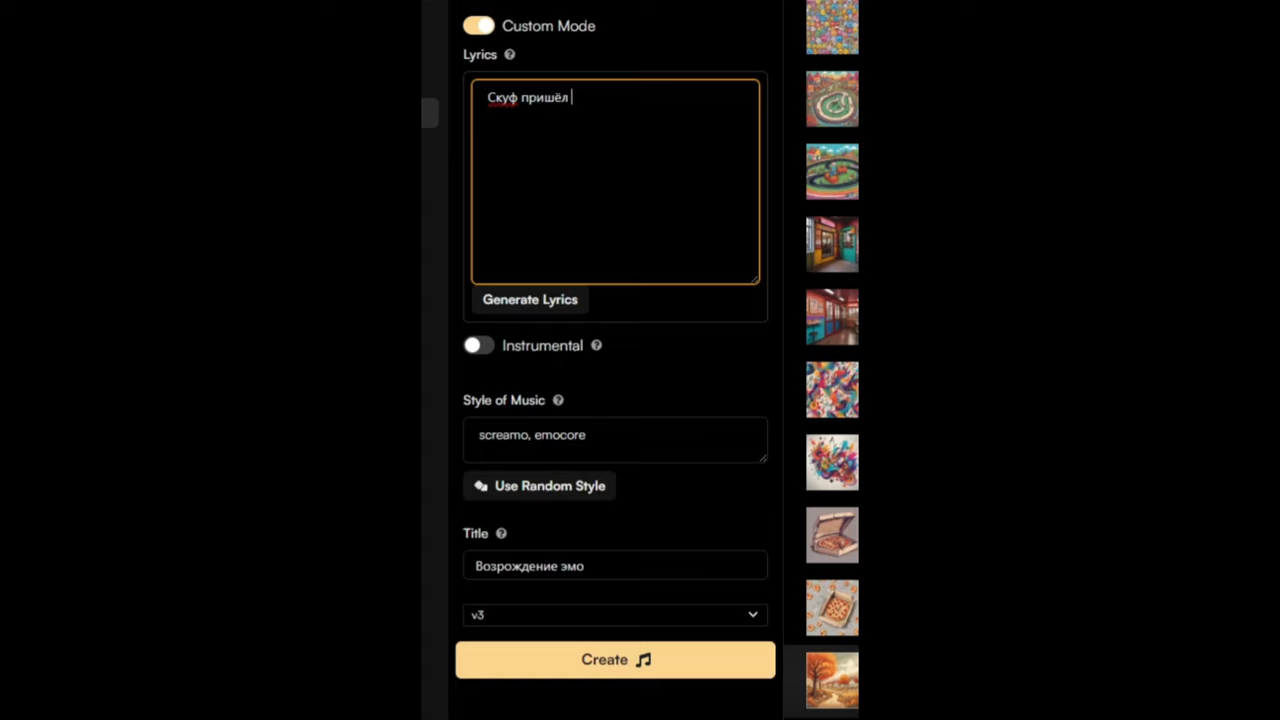 Custom Mode
Lyrics
Скуф пришёл
Generate Lyrics
Instrumental
Style of Music
screamo, emocore
Use Random Style
Title
Возрождение эмо
v3
Create